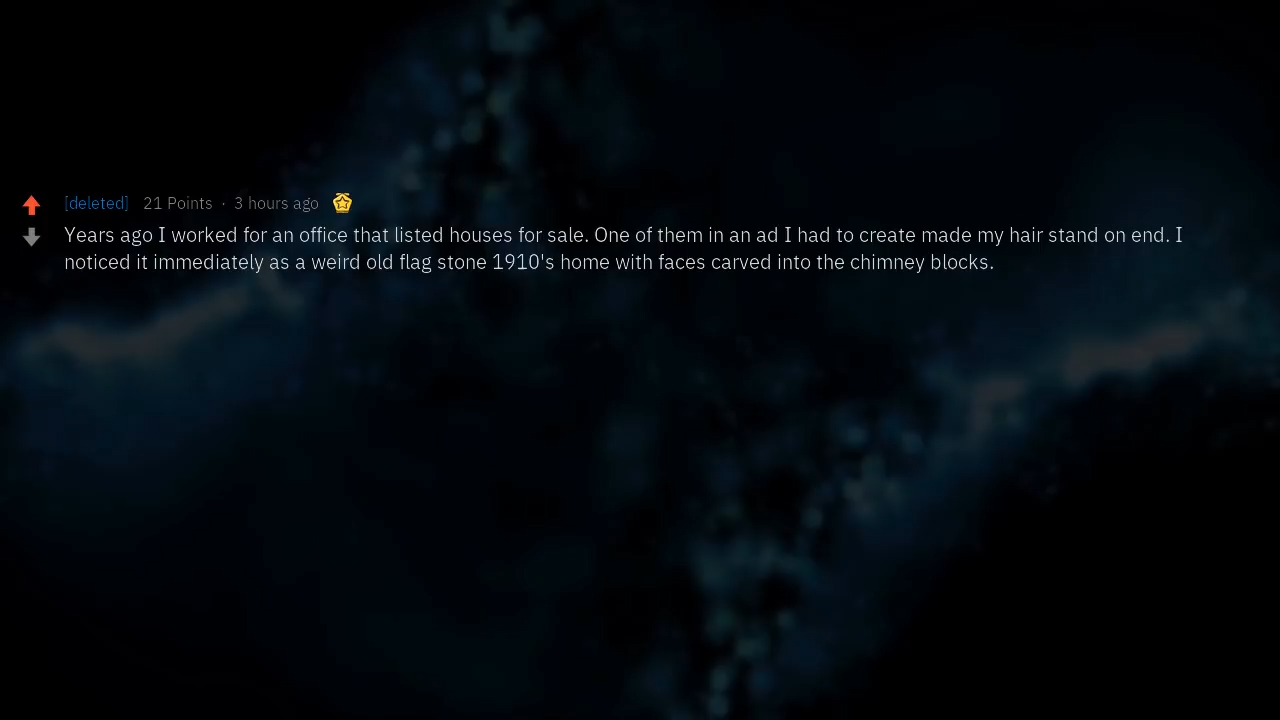 [deleted] 21 Points · 3 hours ago
Years ago I worked for an office that listed houses for sale. One of them in an ad I had to create made my hair stand on end. I
noticed it immediately as a weird old flag stone 1910's home with faces carved into the chimney blocks.